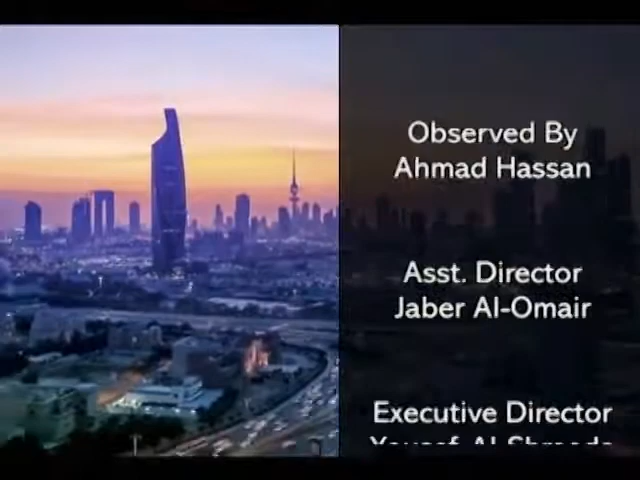 Observed By
Ahmad Hassan
Asst. Director
Jaber Al-Omair
Executive Director